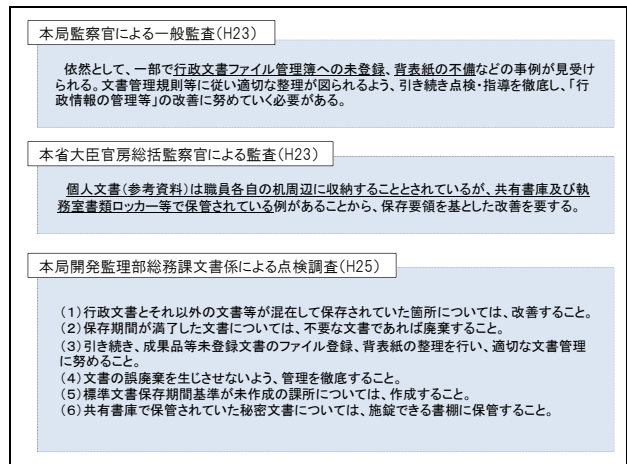 本局監察官による一般監査(H23)
依然として、一部で行政文書ファイル管理簿への未登録、背表紙の不備などの事例が見受け
られる。文書管理規則等に従い適切な整理が図られるよう、引き続き点検・指導を徹底し、「行
政情報の管理等」の改善に努めていく必要がある。
本省大臣官房総括監察官による監査(H23)
個人文書(参考資料)は職員各自の机周辺に収納することとされているが、共有書庫及び執
務室書類ロッカー等で保管されている例があることから、保存要領を基とした改善を要する。
本局開発監理部総務課文書係による点検調査(H25)
(1)行政文書とそれ以外の文書等が混在して保存されていた箇所については、改善すること。
(2)保存期間が満了した文書については、不要な文書であれば廃棄すること。
(3)引き続き、成果品等未登録文書のファイル登録、背表紙の整理を行い、適切な文書管理
に努めること。
(4)文書の誤廃棄を生じさせないよう、管理を徹底すること。
(5)標準文書保存期間基準が未作成の課所については、作成すること。
(6)共有書庫で保管されていた秘密文書については、施錠できる書棚に保管すること。